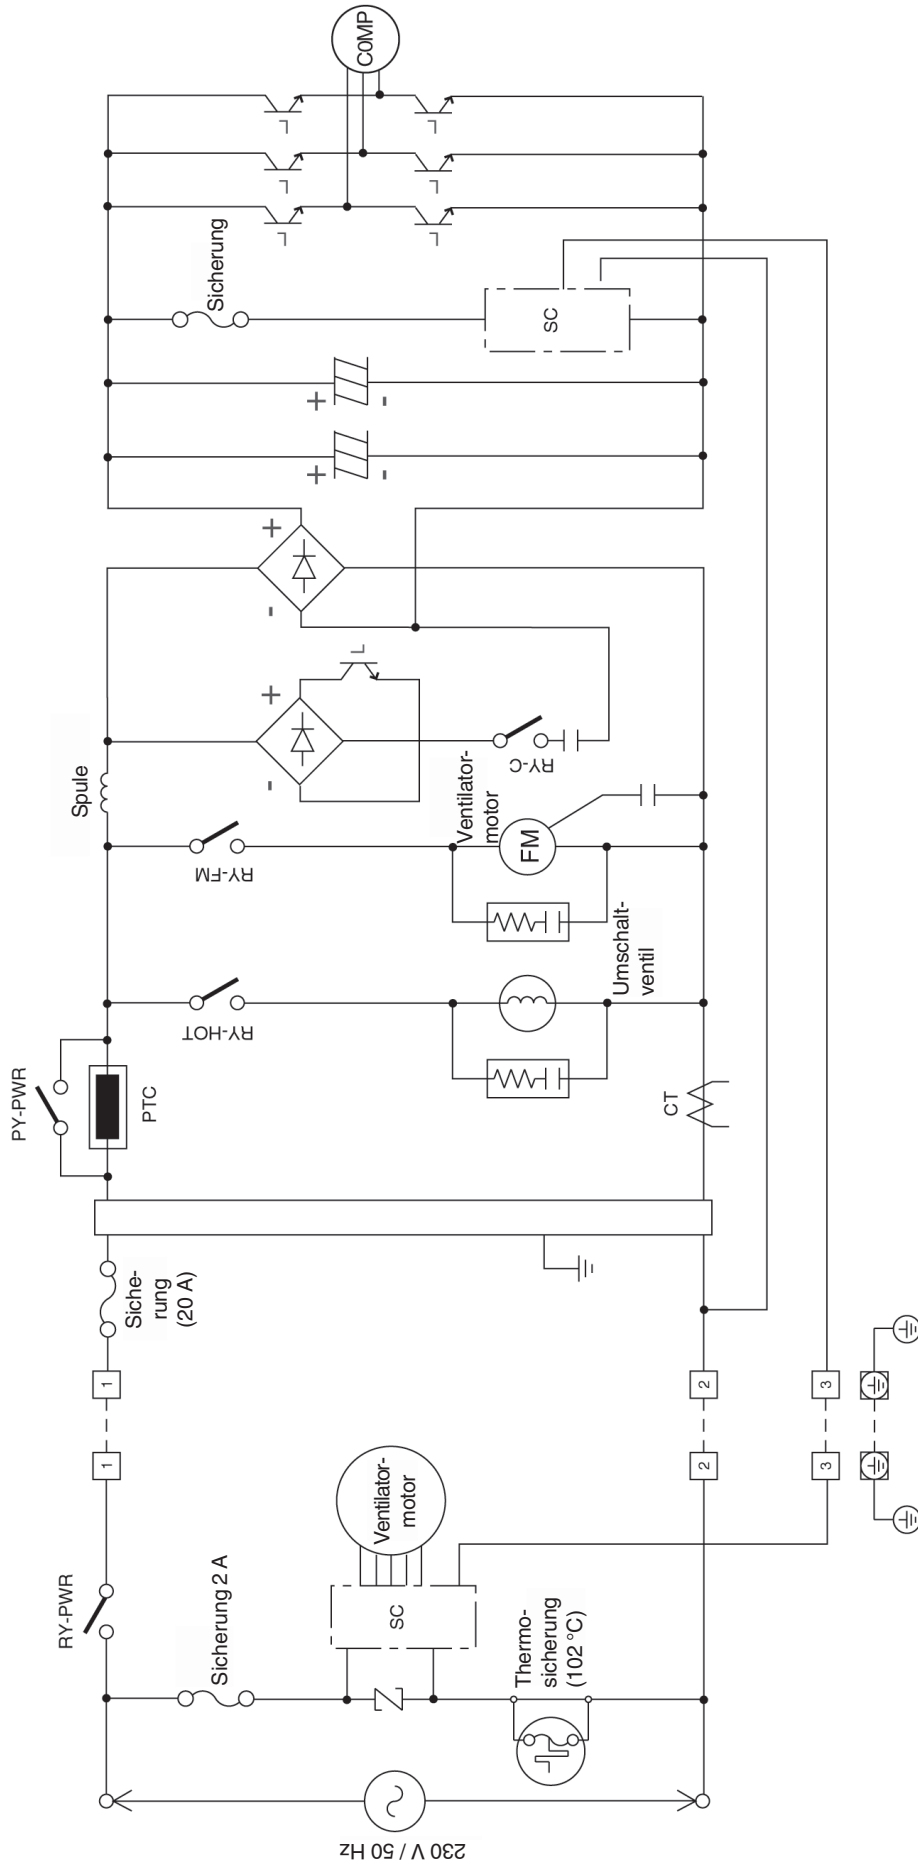 230 V / 50 Hz
RY-PWR
Sicherung 2 A
SC
Ventilator-
motor
Thermo-
sicherung
(102 °C)
1
1
2
2
3
3
Siche-
rung
(20 A)
PY-PWR
PTC
CT
RY-HOT
Umschalt-
ventil
RY-FM
Ventilator-
motor
FM
Spule
RY-C
+
-
+
-
+
-
+
-
Sicherung
SC
COMP